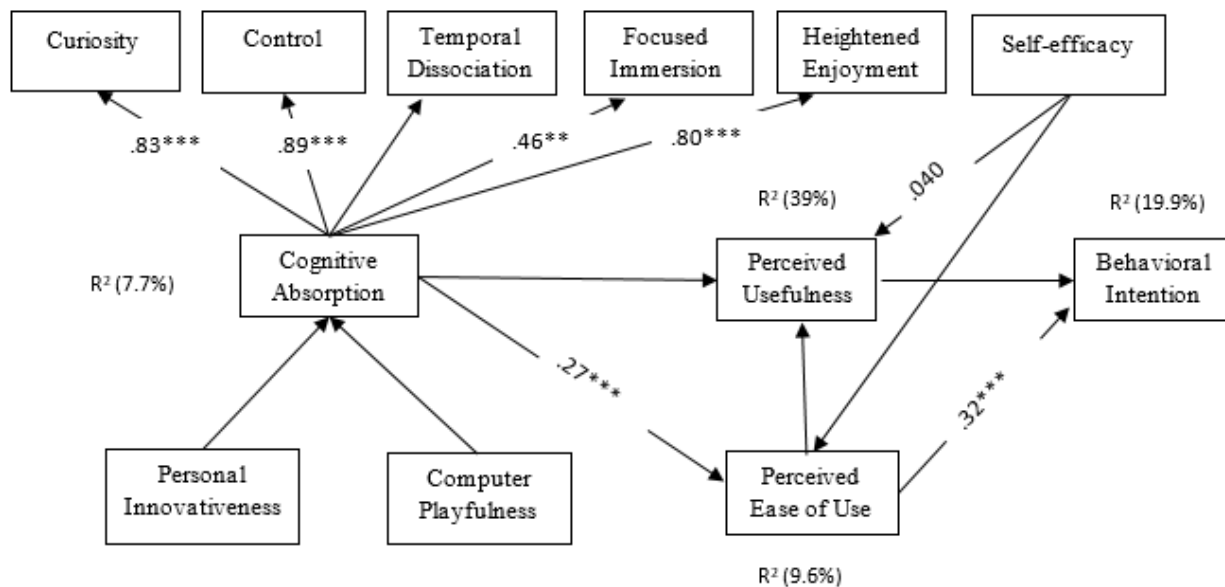 Curiosity
Control
Temporal
Dissociation
Focused
Immersion
Heightened
Enjoyment
Self-efficacy
.83***
.89***
.46**
.80***
.040
R² (39%)
R² (19.9%)
R² (7.7%)
Cognitive
Absorption
Perceived
Usefulness
Behavioral
Intention
.27***
.32***
Personal
Innovativeness
Computer
Playfulness
Perceived
Ease of Use
R² (9.6%)